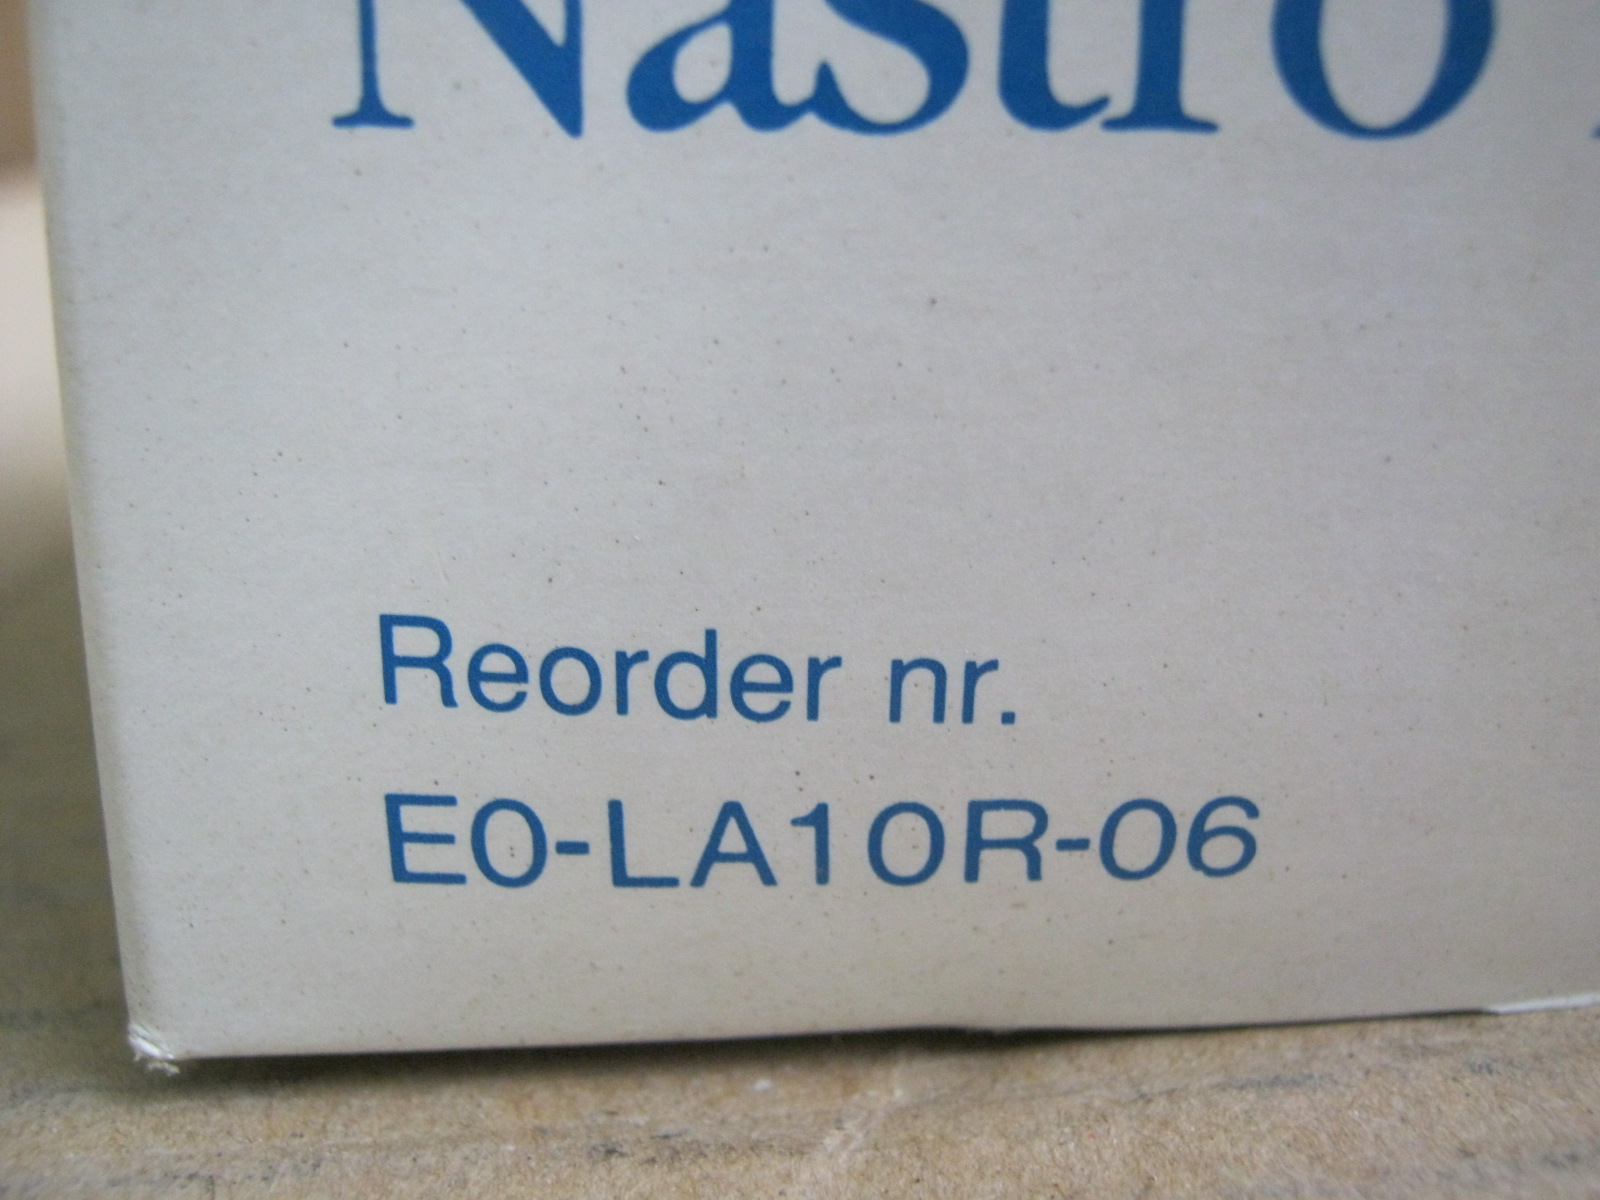 Nastro
Reorder nr.
E0-LA10R-06